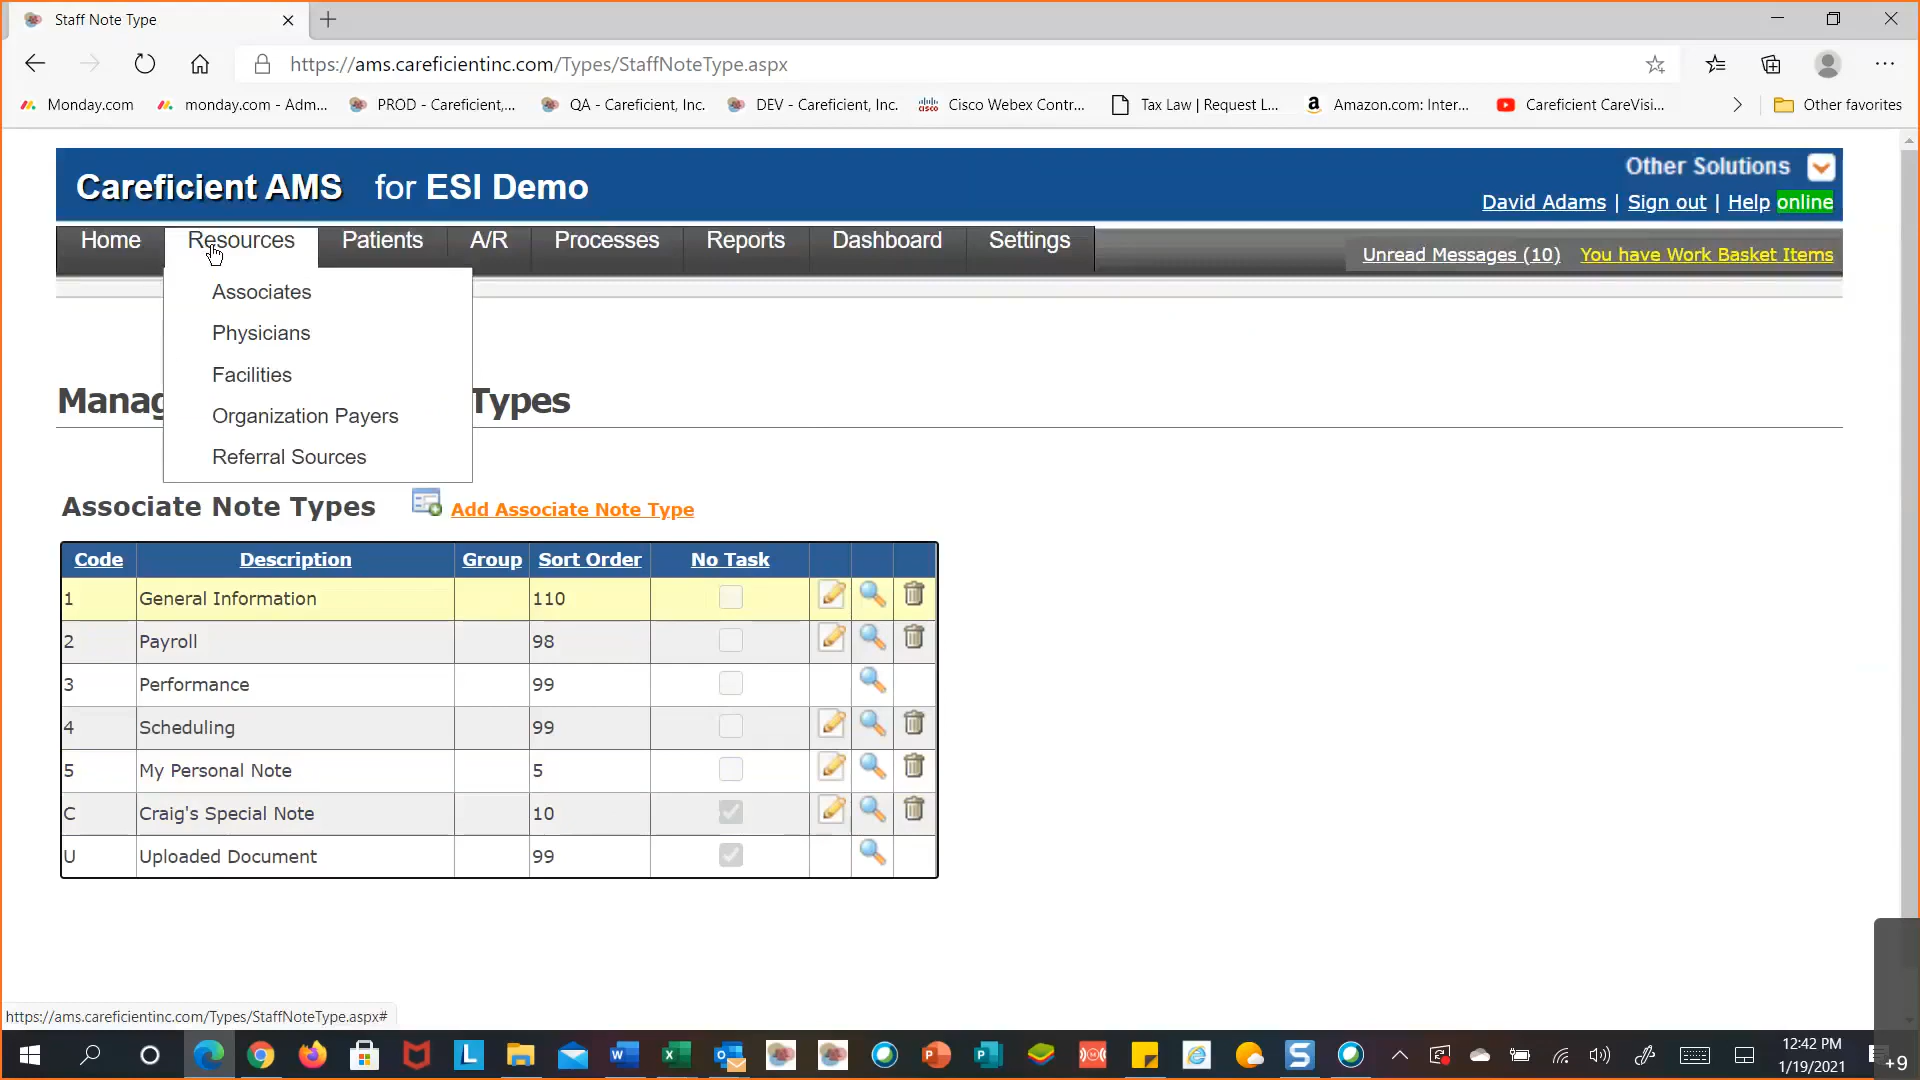 Staff Note Type
https://ams.careficientinc.com/Types/StaffNoteType.aspx
Monday.com
monday.com - Adm...
PROD - Careficient,...
QA - Careficient, Inc.
DEV - Careficient, Inc.
Cisco Webex Contr...
Tax Law | Request L...
Amazon.com: Inter...
Careficient CareVisi...
Other favorites
Careficient AMS for ESI Demo
Other Solutions
David Adams | Sign out | Help online
Home Resources Patients A/R Processes Reports Dashboard Settings
Unread Messages (10) You have Work Basket Items
Associates
Physicians
Facilities
Organization Payers
Referral Sources
Manag Types
Associate Note Types Add Associate Note Type
Code Description Group Sort Order No Task
1 General Information 110
2 Payroll 98
3 Performance 99
4 Scheduling 99
5 My Personal Note 5
C Craig's Special Note 10
U Uploaded Document 99
https://ams.careficientinc.com/Types/StaffNoteType.aspx#
12:42 PM
1/19/2021
+9